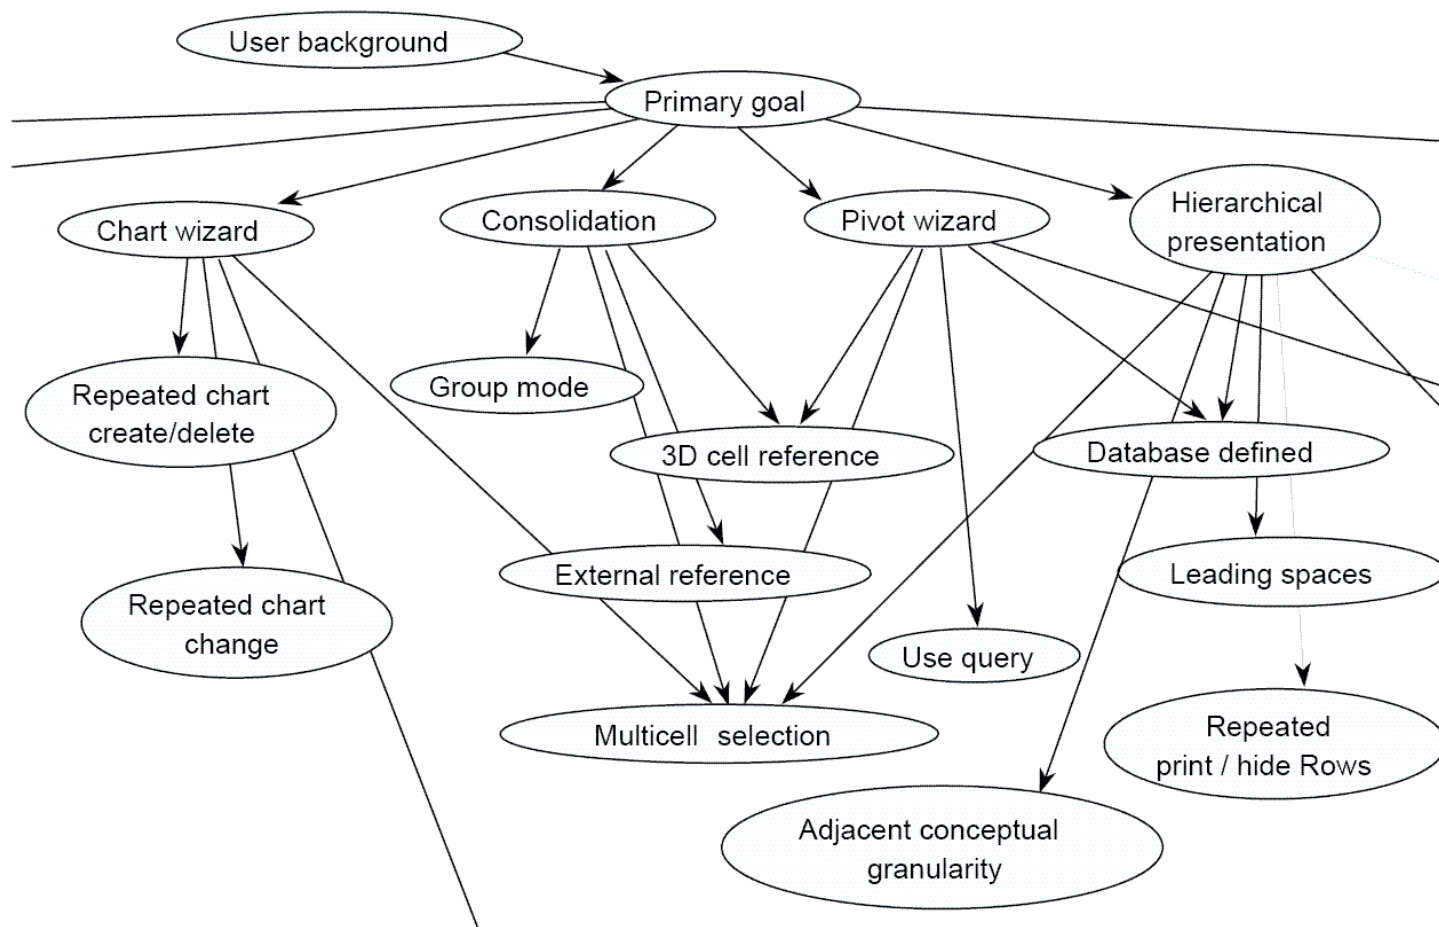 User background
Primary goal
Chart wizard
Consolidation
Pivot wizard
Hierarchical
presentation
Repeated chart
create/delete
Group mode
3D cell reference
Database defined
External reference
Leading spaces
Repeated chart
change
Use query
Multicell selection
Repeated
print / hide Rows
Adjacent conceptual
granularity